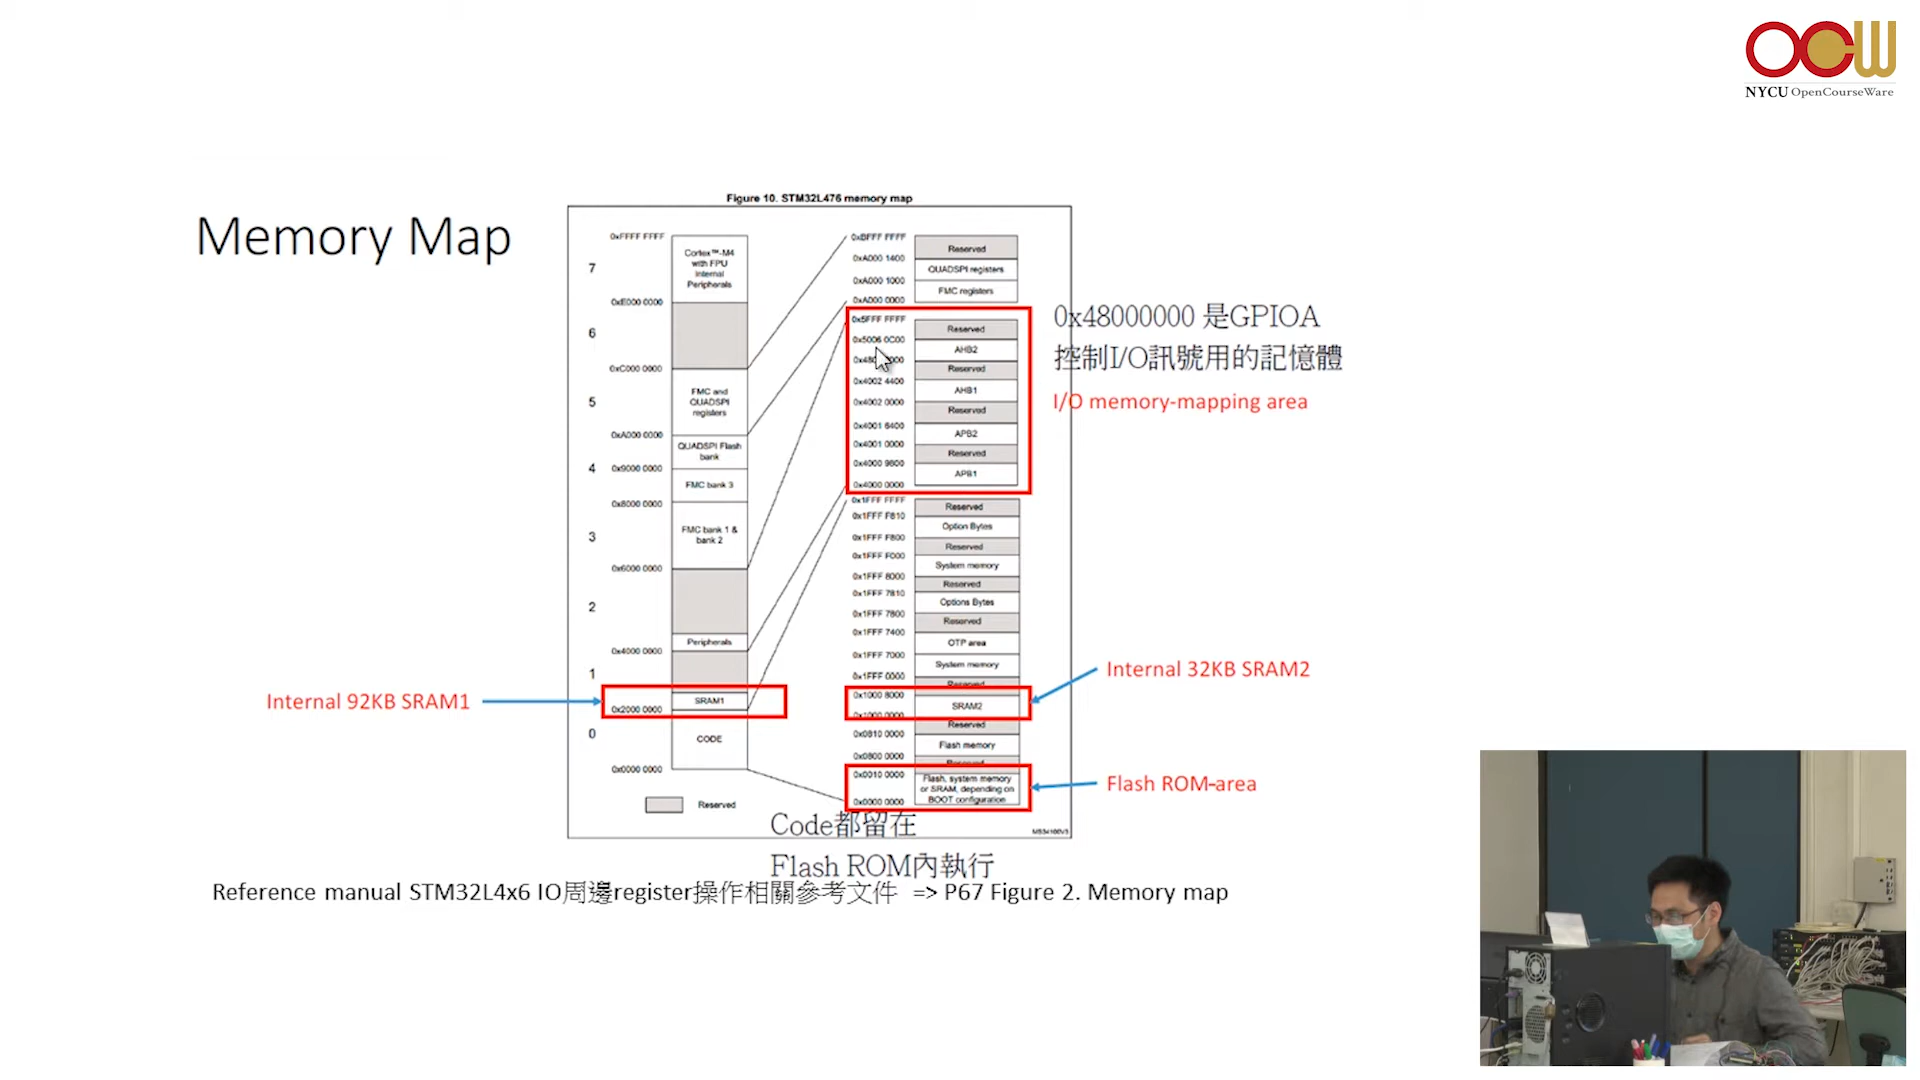 OCW
NYCU OpenCourseWare
Memory Map
Figure 10. STM32L476 memory map
0xFFFF FFFF
7
Cortex™-M4
with FPU
Internal
Peripherals
0xE000 0000
6
0xC000 0000
5
FMC and
QUADSPI
registers
0xA000 0000
QUADSPI Flash
bank
4
0x9000 0000
FMC bank 3
0x8000 0000
3
FMC bank 1 &
bank 2
0x6000 0000
2
Peripherals
0x4000 0000
1
SRAM1
0x2000 0000
0
CODE
0x0000 0000
Reserved
0xBFFF FFFF
Reserved
0xA000 1400
QUADSPI registers
0xA000 1000
FMC registers
0xA000 0000
0x5FFF FFFF
Reserved
0x5006 0C00
AHB2
Reserved
0x4002 4400
AHB1
0x4002 0000
Reserved
0x4001 6400
APB2
0x4001 0000
Reserved
0x4000 9800
APB1
0x4000 0000
0x1FFF FFFF
Reserved
0x1FFF F810
Option Bytes
0x1FFF F800
Reserved
0x1FFF F000
System memory
0x1FFF 8000
Reserved
0x1FFF 7810
Options Bytes
0x1FFF 7800
Reserved
0x1FFF 7400
OTP area
0x1FFF 7000
System memory
0x1FFF 0000
Reserved
0x1000 8000
SRAM2
0x1000 0000
Reserved
0x0810 0000
Flash memory
0x0800 0000
Reserved
0x0010 0000
Flash, system memory
or SRAM, depending on
BOOT configuration
0x0000 0000
0x48000000 是GPIOA
控制I/O訊號用的記憶體
I/O memory-mapping area
Internal 92KB SRAM1
Internal 32KB SRAM2
Flash ROM-area
Code都留在
Flash ROM內執行
Reference manual STM32L4x6 IO周邊register操作相關參考文件 => P67 Figure 2. Memory map